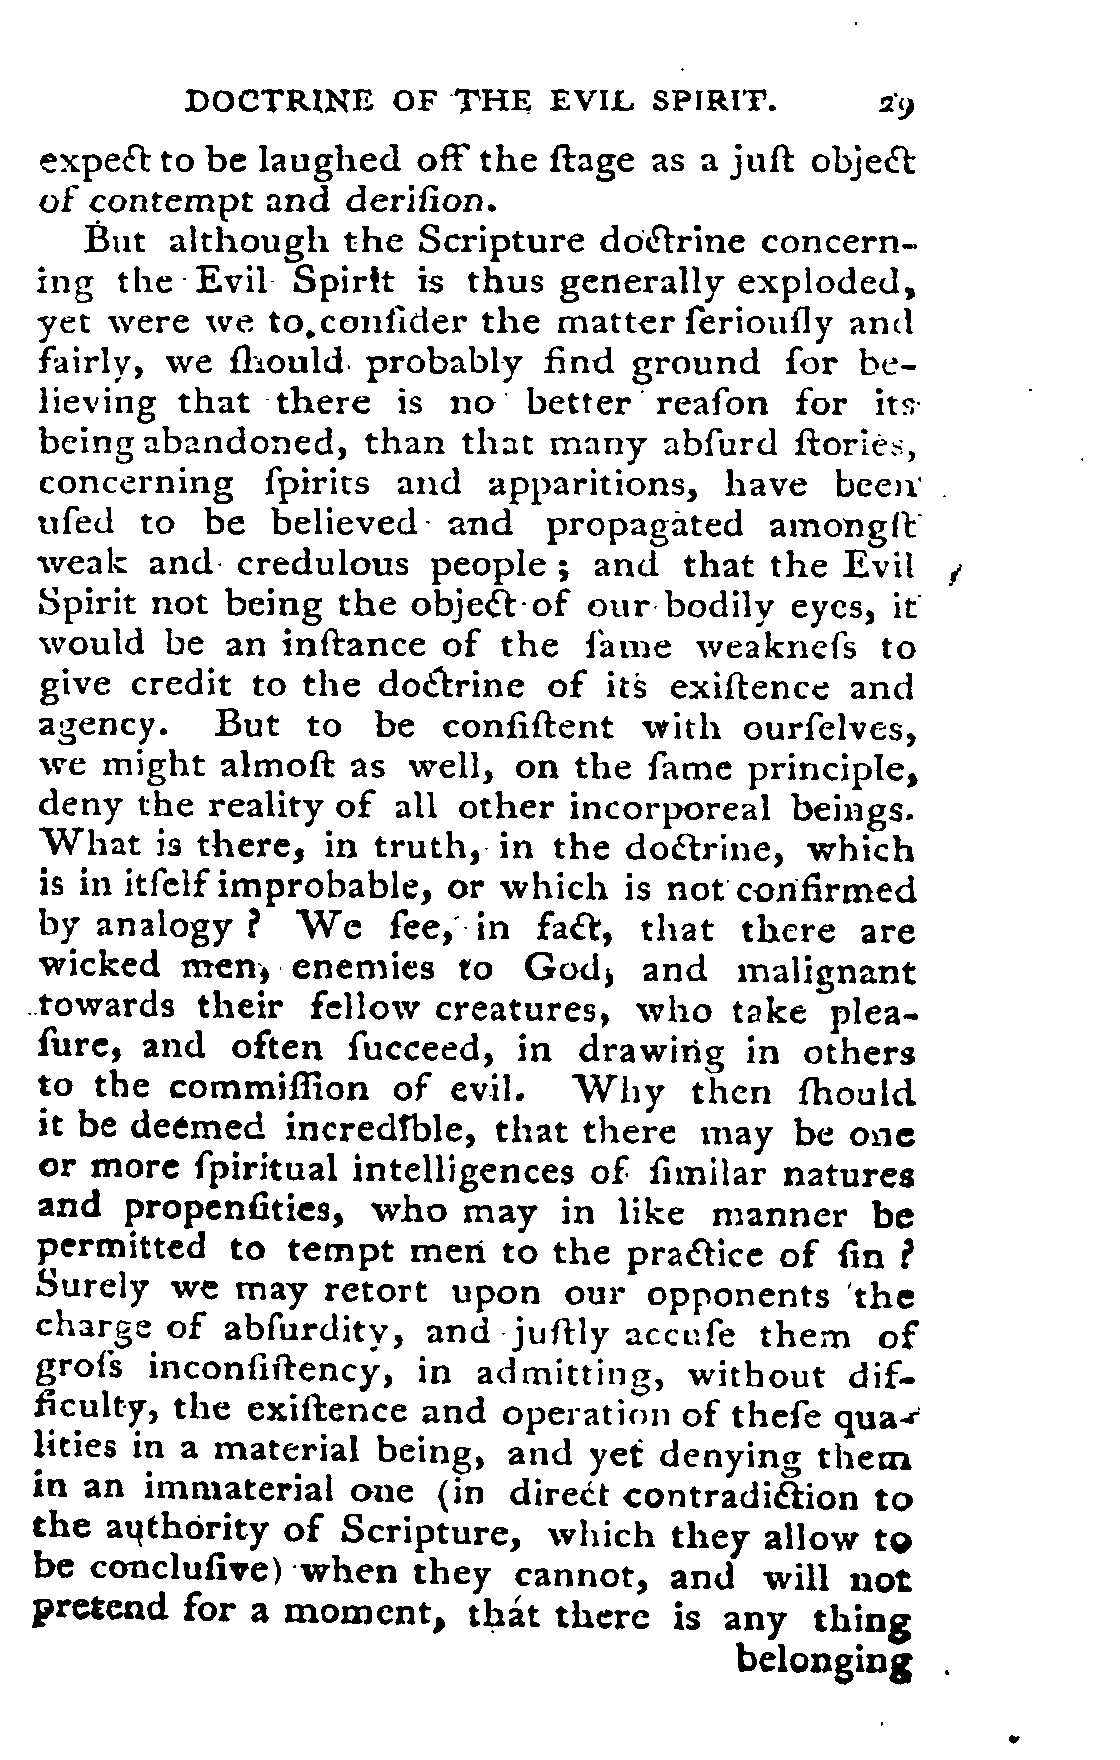 DOCTRINE OF THE EVIL SPIRIT. 29
expect to be laughed off the ſtage as a juſt object
of contempt and deriſion.
But although the Scripture doctrine concern-
ing the Evil Spirit is thus generally exploded,
yet were we to conſider the matter ſeriouſly and
fairly, we ſhould probably find ground for be-
lieving that there is no better reaſon for its
being abandoned, than that many abſurd ſtories,
concerning ſpirits and apparitions, have been
uſed to be believed and propagated amongſt
weak and credulous people ; and that the Evil
Spirit not being the object of our bodily eyes, it
would be an inſtance of the ſame weakneſs to
give credit to the doctrine of its exiſtence and
agency. But to be conſiſtent with ourſelves,
we might almoſt as well, on the ſame principle,
deny the reality of all other incorporeal beings.
What is there, in truth, in the doctrine, which
is in itſelf improbable, or which is not confirmed
by analogy ? We ſee, in fact, that there are
wicked men, enemies to God, and malignant
towards their fellow creatures, who take plea-
ſure, and often ſucceed, in drawing in others
to the commiſſion of evil. Why then ſhould
it be deemed incredible, that there may be one
or more ſpiritual intelligences of ſimilar natures
and propenſities, who may in like manner be
permitted to tempt men to the practice of ſin ?
Surely we may retort upon our opponents the
charge of abſurdity, and juſtly accuſe them of
groſs inconſiſtency, in admitting, without dif-
ficulty, the exiſtence and operation of theſe qua-
lities in a material being, and yet denying them
in an immaterial one (in direct contradiction to
the authority of Scripture, which they allow to
be concluſive) when they cannot, and will not
pretend for a moment, that there is any thing
belonging